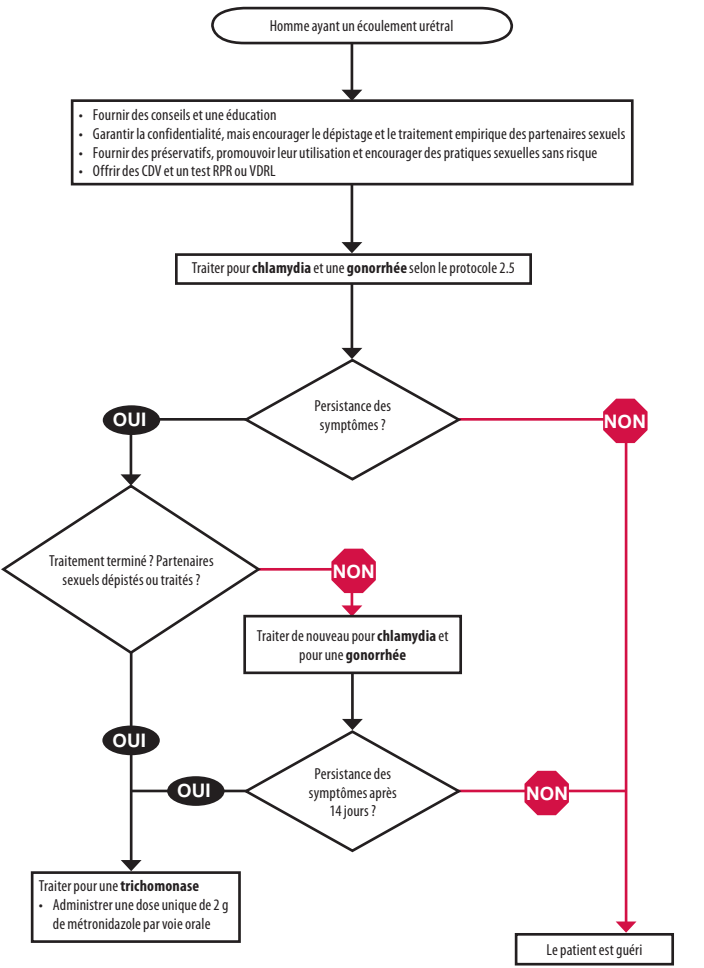 Homme ayant un écoulement urétral
• Fournir des conseils et une éducation
• Garantir la confidentialité, mais encourager le dépistage et le traitement empirique des partenaires sexuels
• Fournir des préservatifs, promouvoir leur utilisation et encourager des pratiques sexuelles sans risque
• Offrir des CDV et un test RPR ou VDRL
Traiter pour chlamydia et une gonorrhée selon le protocole 2.5
Persistance des
symptômes ?
OUI
NON
Traitement terminé ? Partenaires
sexuels dépistés ou traités ?
NON
Traiter de nouveau pour chlamydia et
pour une gonorrhée
OUI
Persistance des
symptômes après
14 jours ?
OUI
NON
Traiter pour une trichomonase
• Administrer une dose unique de 2 g
de métronidazole par voie orale
Le patient est guéri